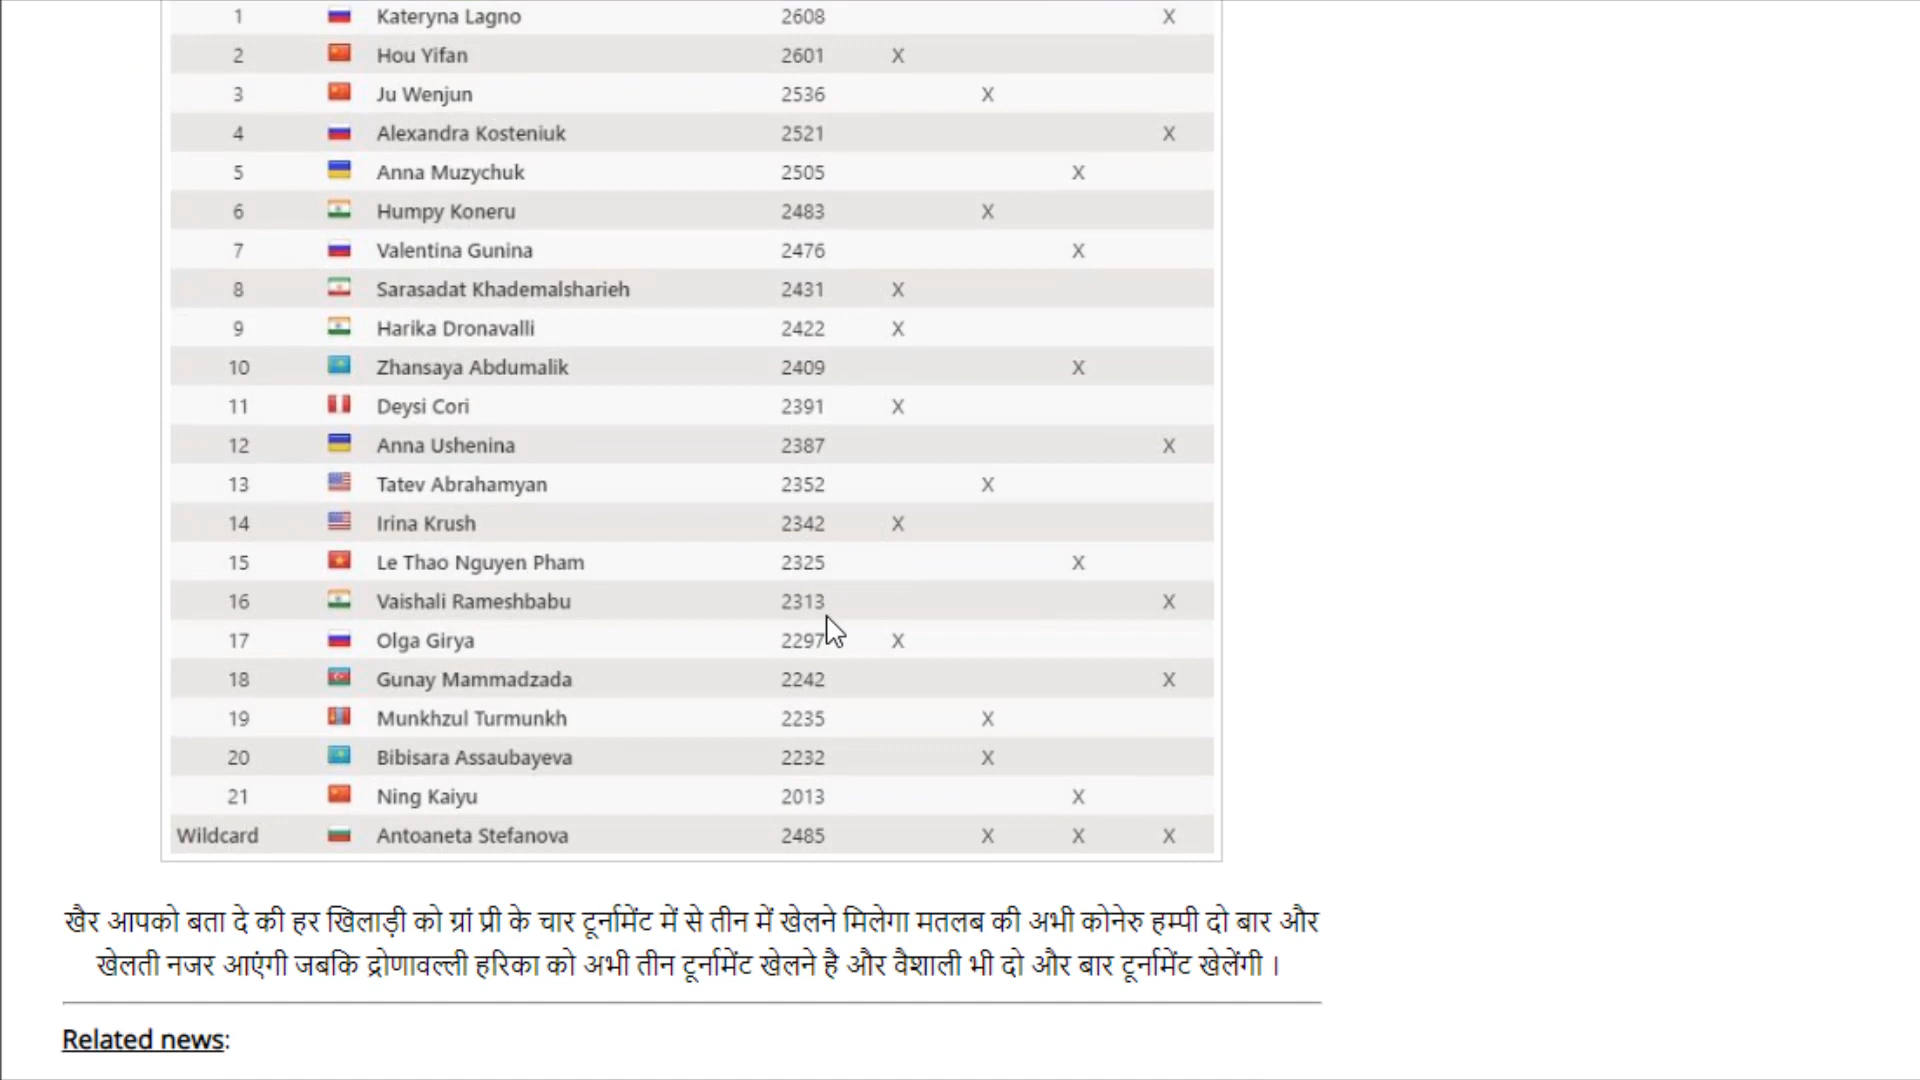 1 Kateryna Lagno 2608 X
2 Hou Yifan 2601 X
3 Ju Wenjun 2536 X
4 Alexandra Kosteniuk 2521 X
5 Anna Muzychuk 2505 X
6 Humpy Koneru 2483 X
7 Valentina Gunina 2476 X
8 Sarasadat Khademalsharieh 2431 X
9 Harika Dronavalli 2422 X
10 Zhansaya Abdumalik 2409 X
11 Deysi Cori 2391 X
12 Anna Ushenina 2387 X
13 Tatev Abrahamyan 2352 X
14 Irina Krush 2342 X
15 Le Thao Nguyen Pham 2325 X
16 Vaishali Rameshbabu 2313 X
17 Olga Girya 2297 X
18 Gunay Mammadzada 2242 X
19 Munkhzul Turmunkh 2235 X
20 Bibisara Assaubayeva 2232 X
21 Ning Kaiyu 2013 X
Wildcard Antoaneta Stefanova 2485 X X X
खैर आपको बता दे की हर खिलाड़ी को ग्रां प्री के चार टूर्नामेंट में से तीन में खेलने मिलेगा मतलब की अभी कोनेरु हम्पी दो बार और
खेलती नजर आएंगी जबकि द्रोणावल्ली हरिका को अभी तीन टूर्नामेंट खेलने है और वैशाली भी दो और बार टूर्नामेंट खेलेंगी ।
Related news: